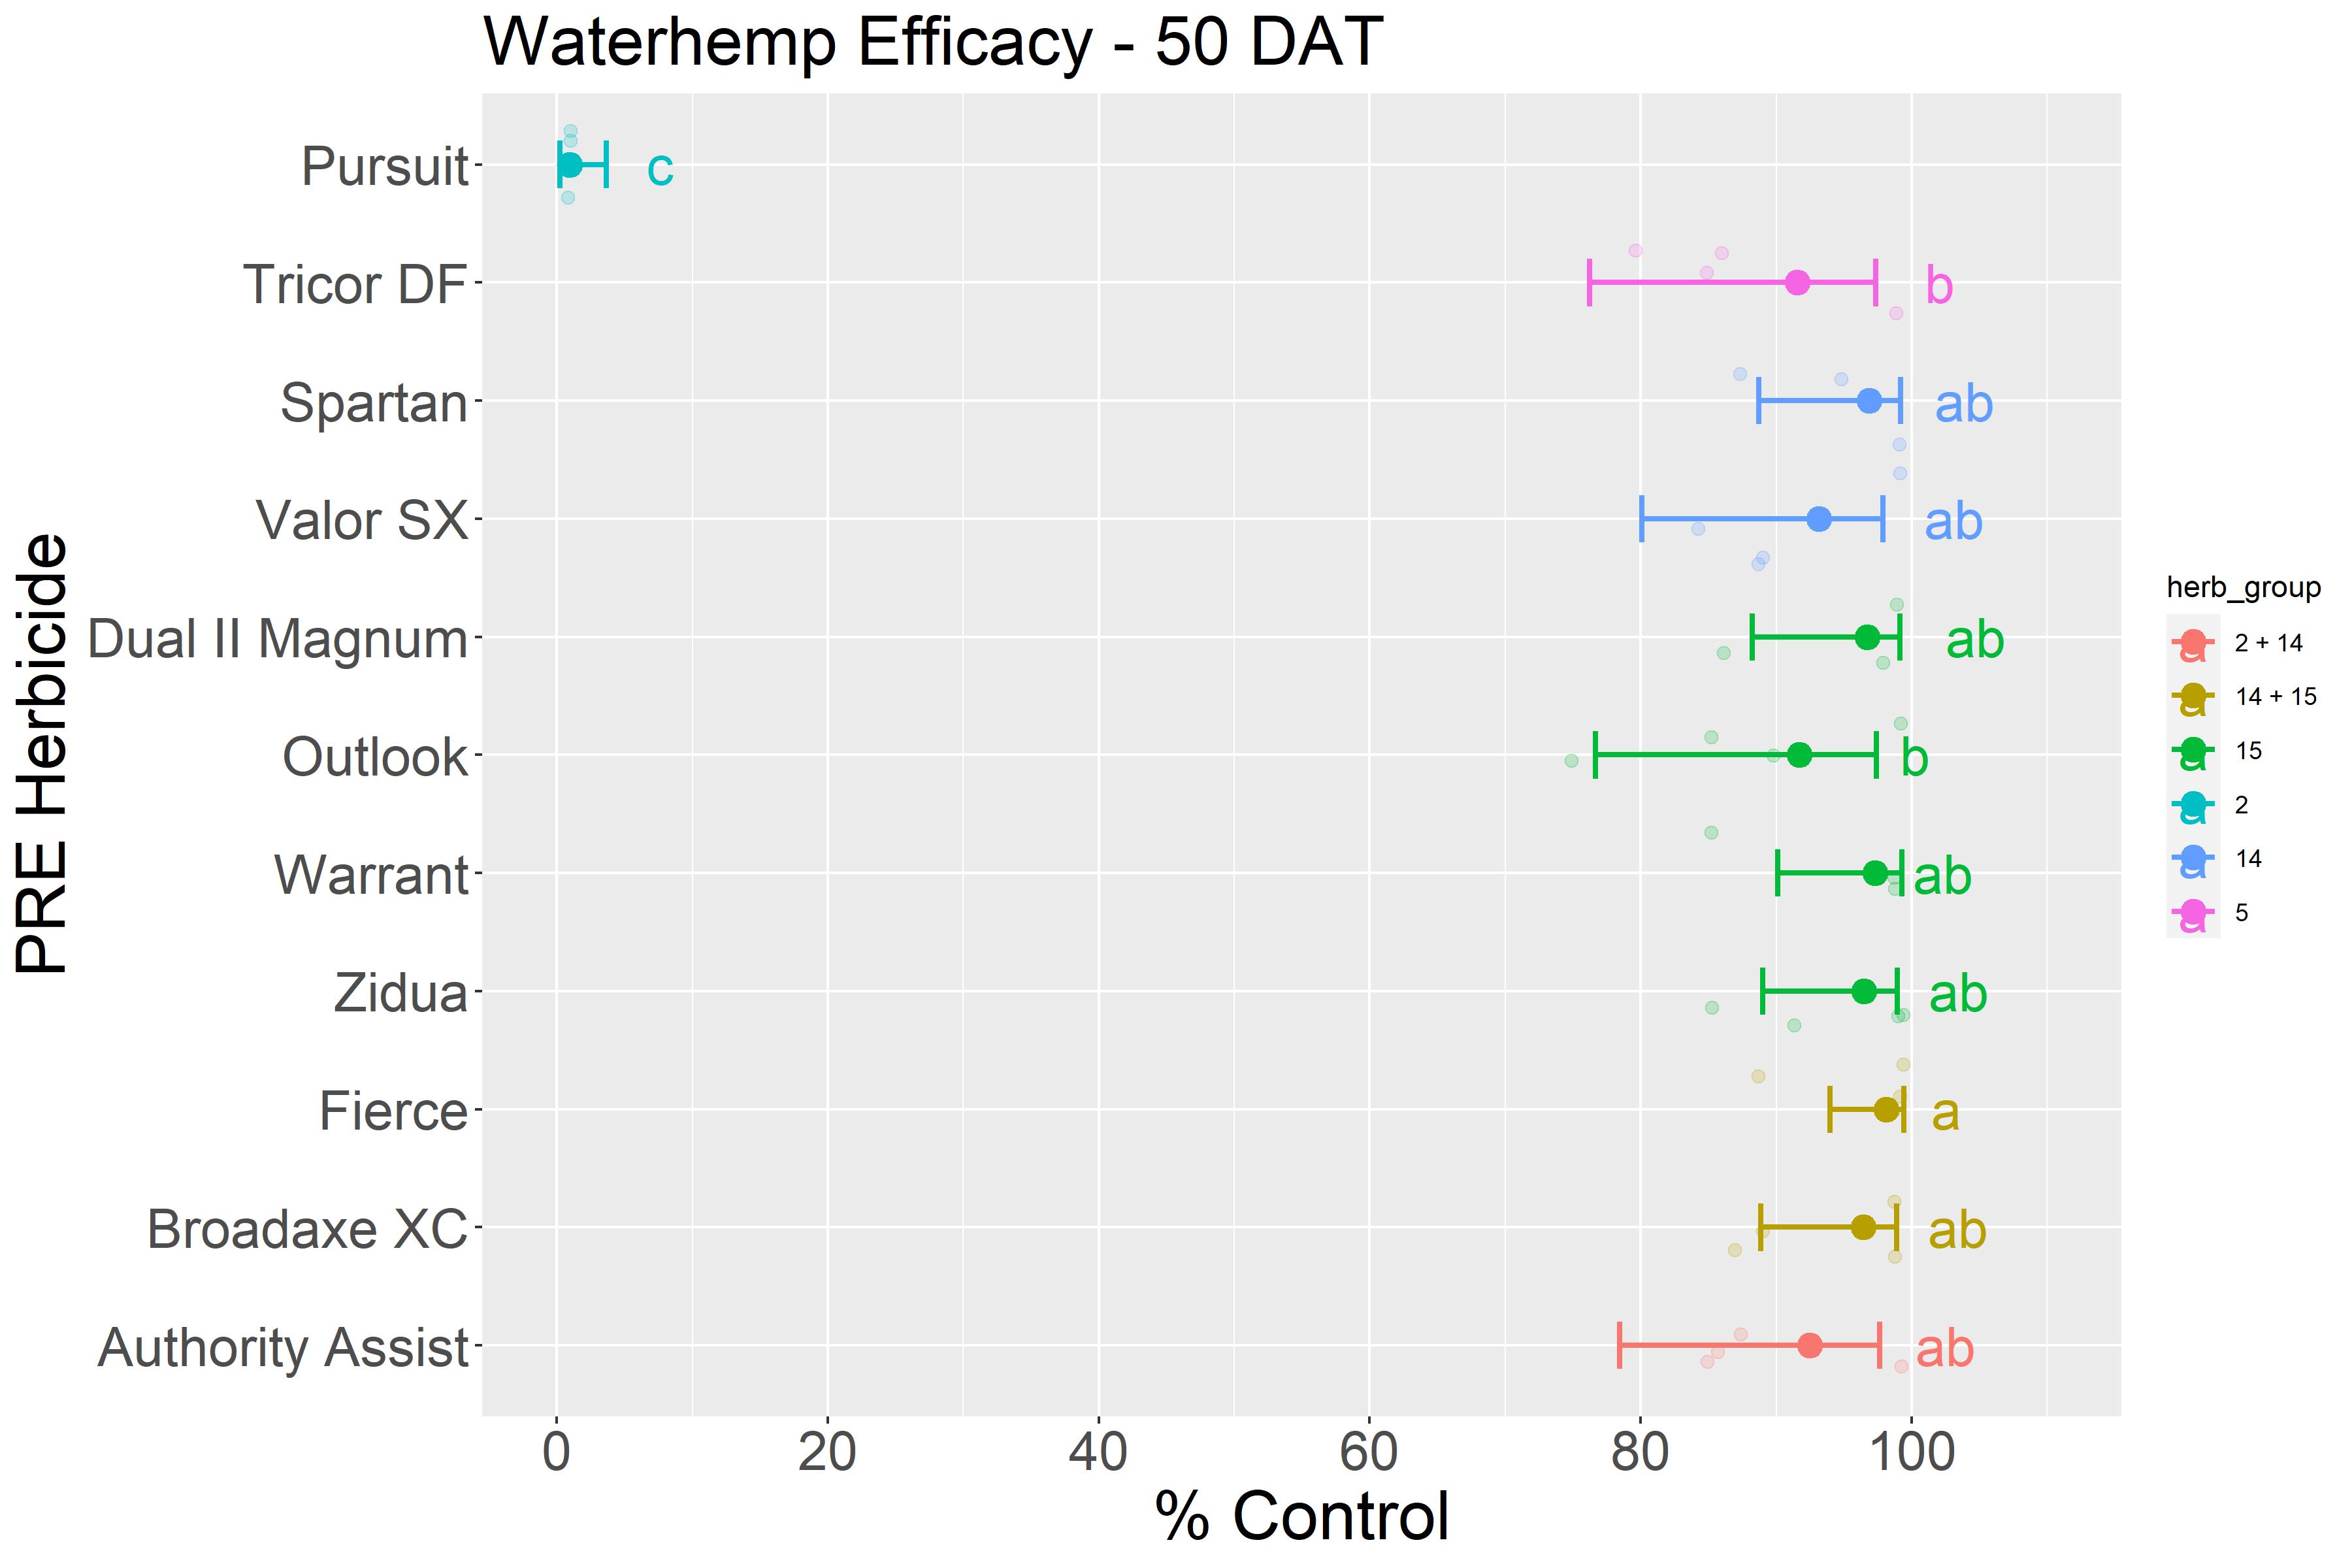 Waterhemp Efficacy - 50 DAT
PRE Herbicide
Pursuit
c
Tricor DF
b
Spartan
ab
Valor SX
ab
Dual II Magnum
ab
Outlook
b
Warrant
ab
Zidua
ab
Fierce
a
Broadaxe XC
ab
Authority Assist
ab
0 20 40 60 80 100
% Control
herb_group
a 2 + 14
a 14 + 15
a 15
a 2
a 14
a 5